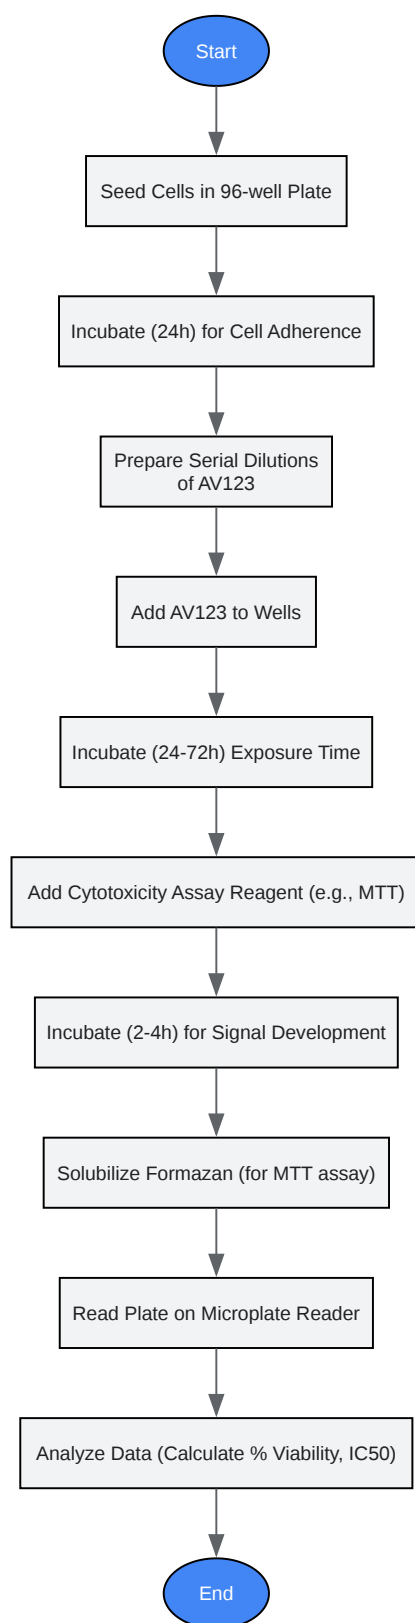 Start
Seed Cells in 96-well Plate
Incubate (24h) for Cell Adherence
Prepare Serial Dilutions
of AV123
Add AV123 to Wells
Incubate (24-72h) Exposure Time
Add Cytotoxicity Assay Reagent (e.g., MTT)
Incubate (2-4h) for Signal Development
Solubilize Formazan (for MTT assay)
Read Plate on Microplate Reader
Analyze Data (Calculate % Viability, IC50)
End